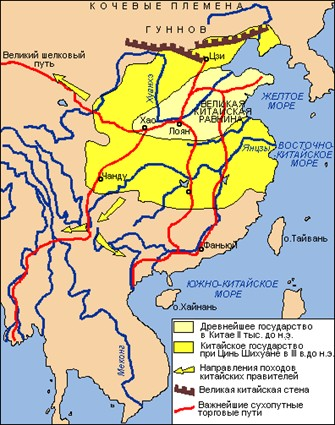 КОЧЕВЫЕ ПЛЕМЕНА
ГУННОВ
Великий шелковый
путь
Цзи
Хуанхэ
ЖЕЛТОЕ
МОРЕ
ВЕЛИКАЯ
КИТАЙСКАЯ
РАВНИНА
Хао
Лоян
Янцзы
ВОСТОЧНО-
КИТАЙСКОЕ
МОРЕ
Чанду
Фаньюй
о.Тайвань
о.Хайнань
ЮЖНО-КИТАЙСКОЕ
МОРЕ
Меконг
Древнейшее государство
в Китае II тыс. до н.э.
Китайское государство
при Цинь Шихуане в III в.до н.э.
Направления походов
китайских правителей
Великая китайская стена
Важнейшие сухопутные
торговые пути